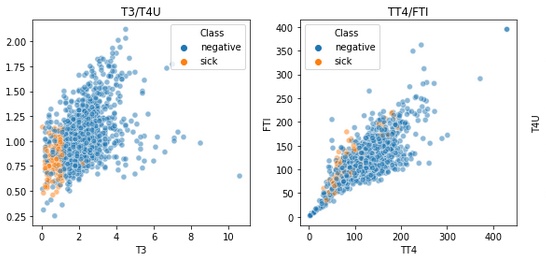 T3/T4U
Class
negative
sick
2.00
1.75
1.50
1.25
1.00
0.75
0.50
0.25
0
2
4
6
8
10
T3
TT4/FTI
Class
negative
sick
FTI
400
350
300
250
200
150
100
50
0
0
100
200
300
400
TT4
T4U